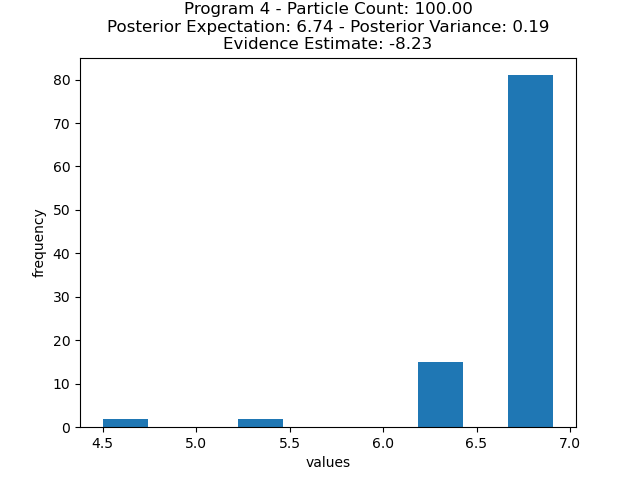 Program 4 - Particle Count: 100.00
Posterior Expectation: 6.74 - Posterior Variance: 0.19
Evidence Estimate: -8.23
80
70
60
50
40
30
20
10
0
frequency
4.5 5.0 5.5 6.0 6.5 7.0
values